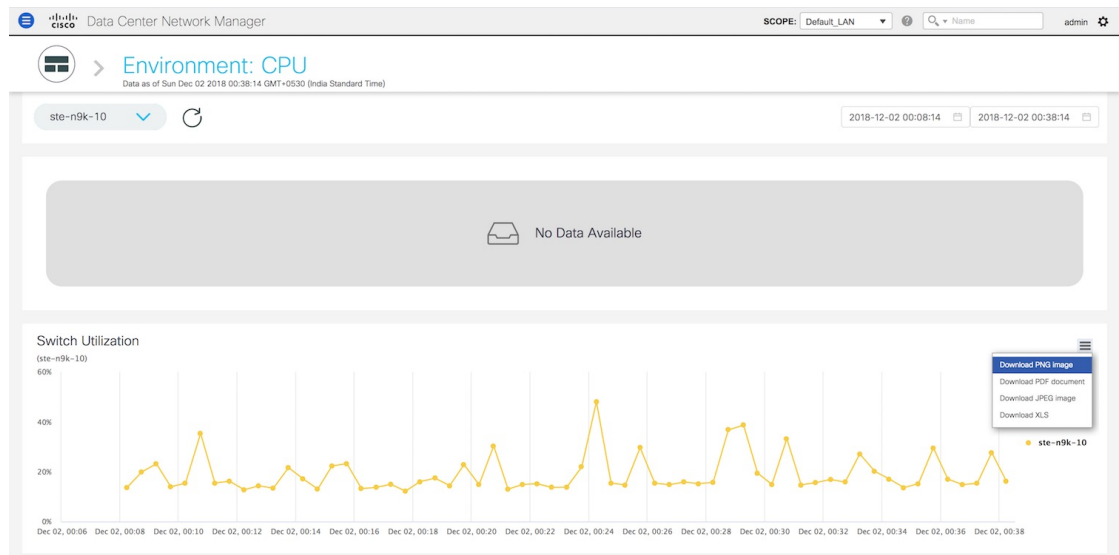 CISCO Data Center Network Manager SCOPE: Default_LAN Name admin
Environment: CPU
Data as of Sun Dec 02 2018 00:38:14 GMT+0530 (India Standard Time)
ste-n9k-10 2018-12-02 00:08:14 2018-12-02 00:38:14
No Data Available
Switch Utilization
(ste-n9k-10)
Download PNG image
Download PDF document
Download JPEG image
Download XLS
ste-n9k-10
60%
40%
20%
0%
Dec 02, 00:06 Dec 02, 00:08 Dec 02, 00:10 Dec 02, 00:12 Dec 02, 00:14 Dec 02, 00:16 Dec 02, 00:18 Dec 02, 00:20 Dec 02, 00:22 Dec 02, 00:24 Dec 02, 00:26 Dec 02, 00:28 Dec 02, 00:30 Dec 02, 00:32 Dec 02, 00:34 Dec 02, 00:36 Dec 02, 00:38